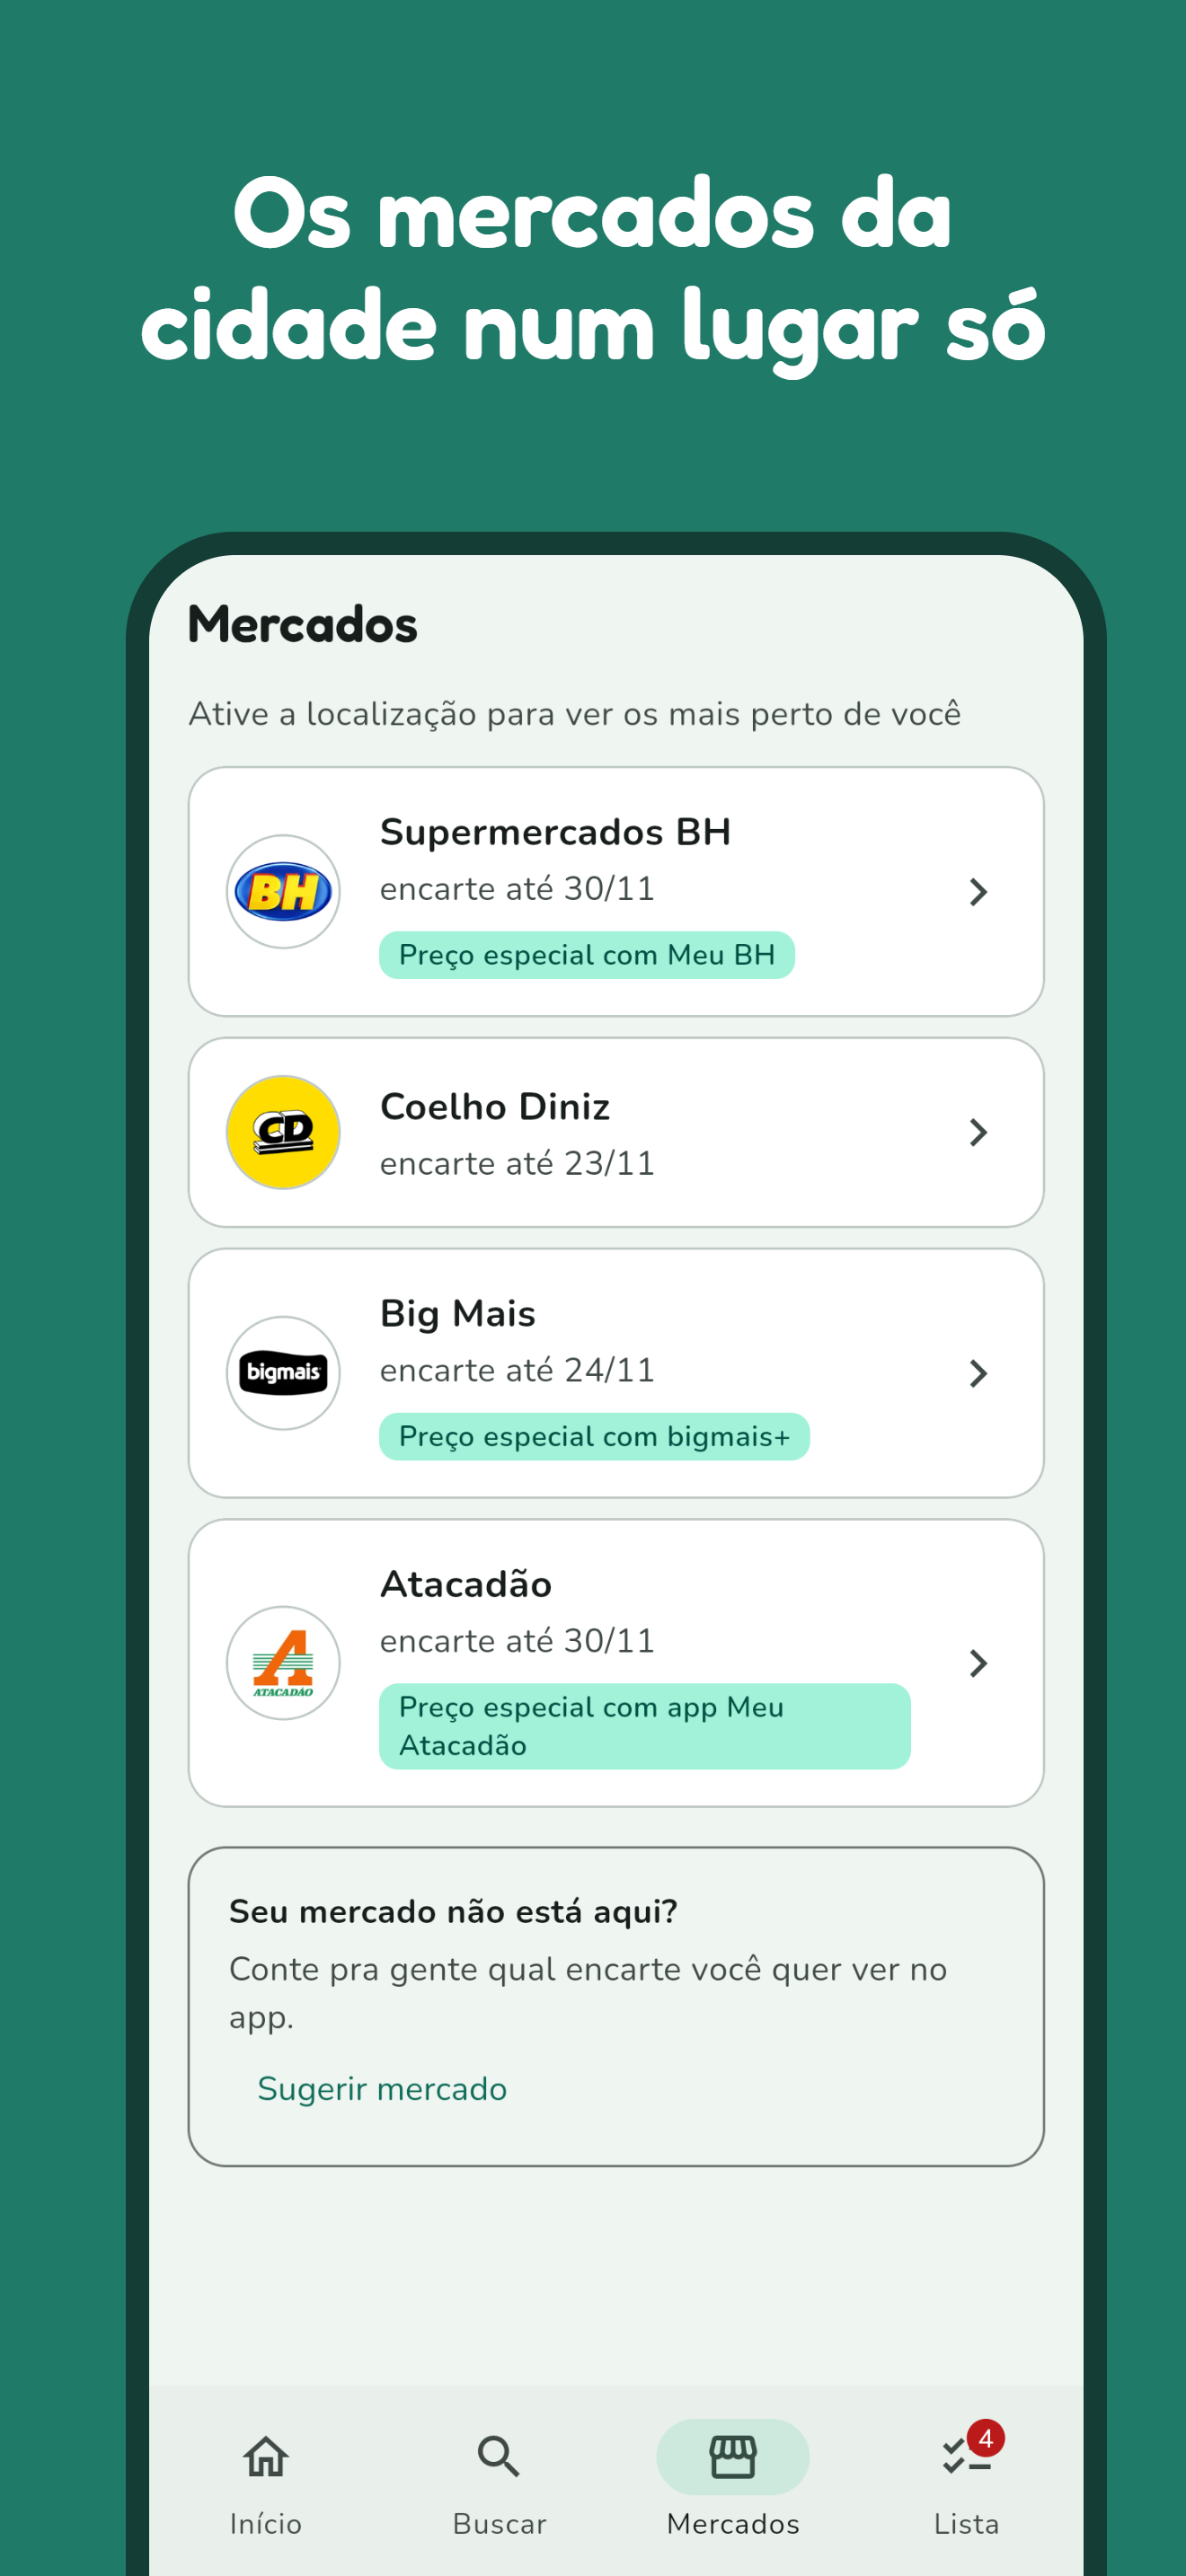 Os mercados da
cidade num lugar só
Mercados
Ative a localização para ver os mais perto de você
BH
Supermercados BH
encarte até 30/11
Preço especial com Meu BH
CD
Coelho Diniz
encarte até 23/11
bigmais
Big Mais
encarte até 24/11
Preço especial com bigmais+
A
ATACADÃO
Atacadão
encarte até 30/11
Preço especial com app Meu
Atacadão
Seu mercado não está aqui?
Conte pra gente qual encarte você quer ver no
app.
Sugerir mercado
4
Início
Buscar
Mercados
Lista